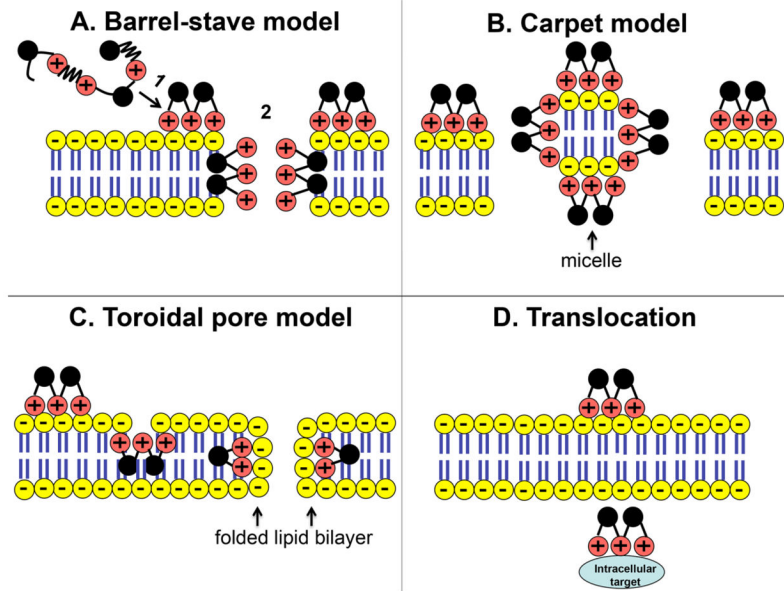 A. Barrel-stave model
1
2
B. Carpet model
micelle
C. Toroidal pore model
folded lipid bilayer
D. Translocation
Intracellular
target